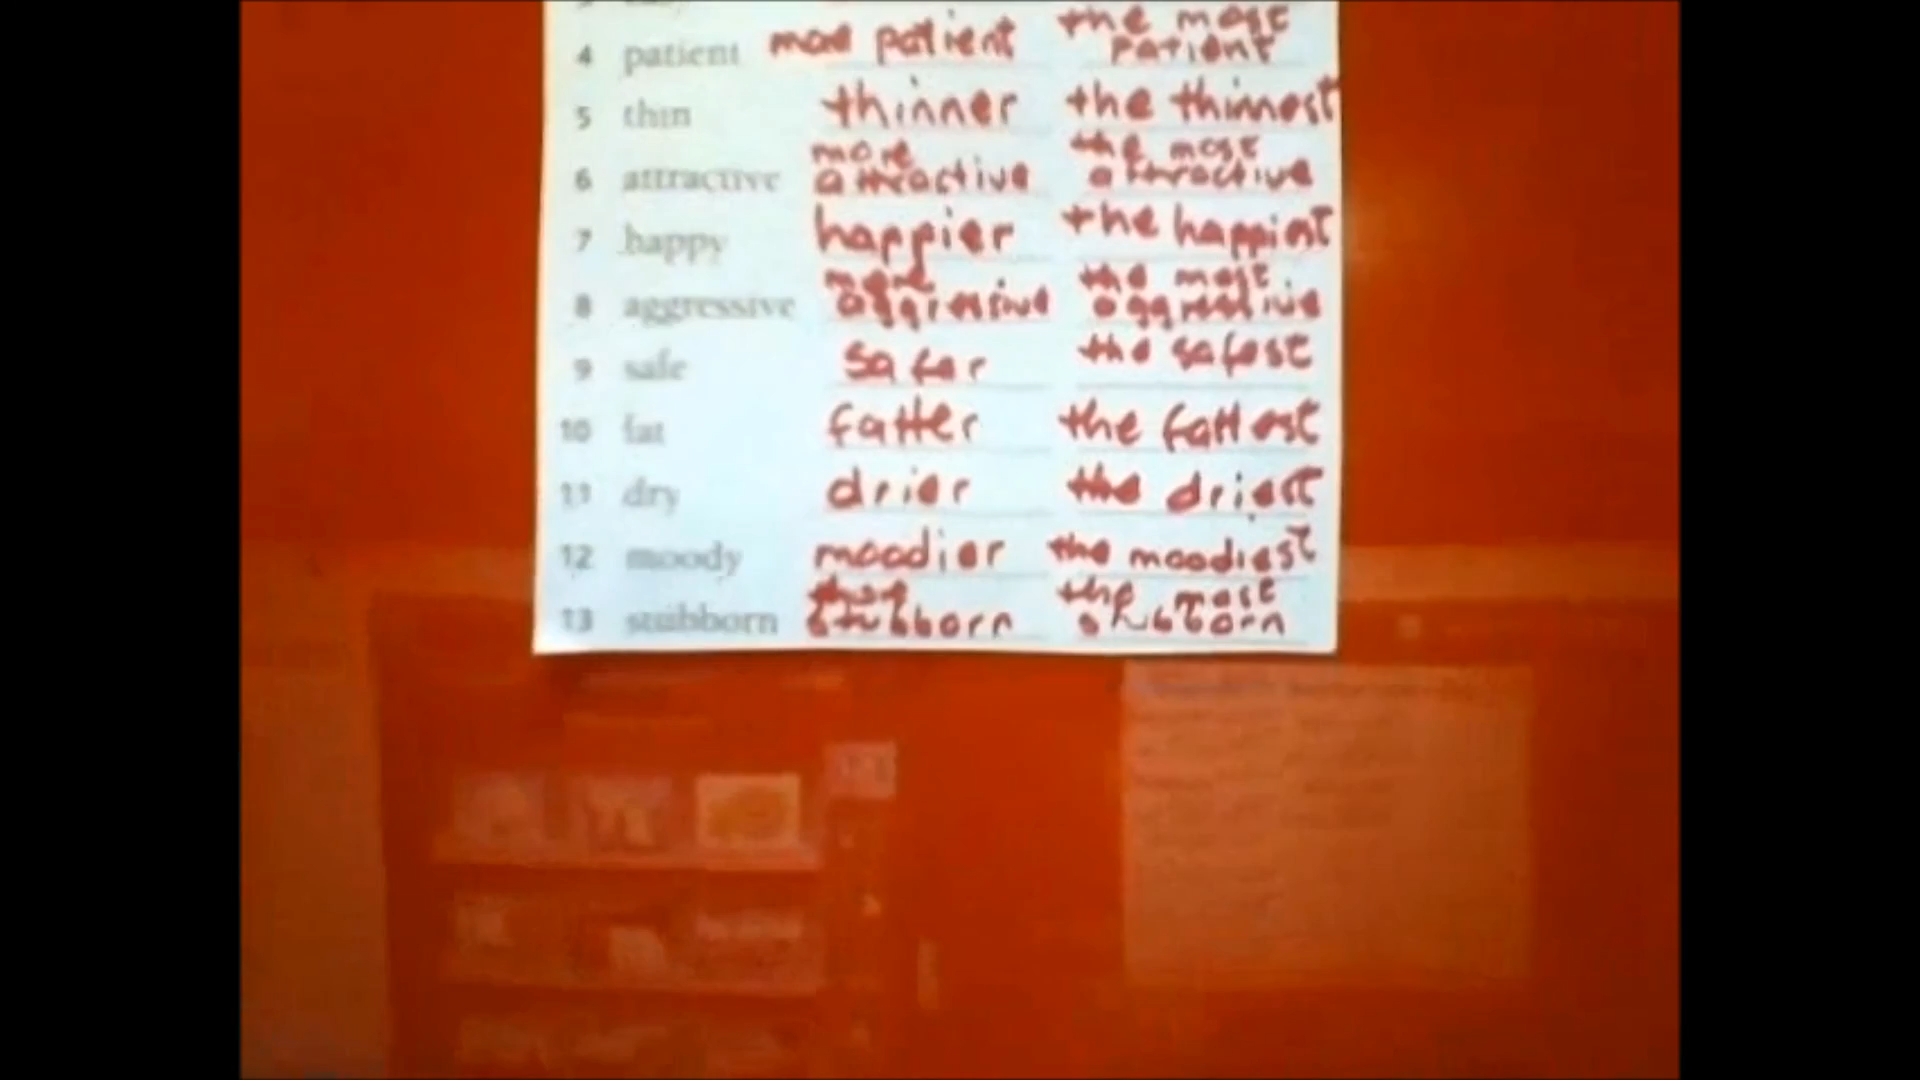 4 patient more patient the most patient
5 thin thinner the thinnest
6 attractive more attractive the most attractive
7 happy happier the happiest
8 aggressive more aggressive the most aggressive
9 safe safer the safest
10 fat fatter the fattest
11 dry drier the driest
12 moody moodier the moodiest
13 stubborn stubborn the most stubborn